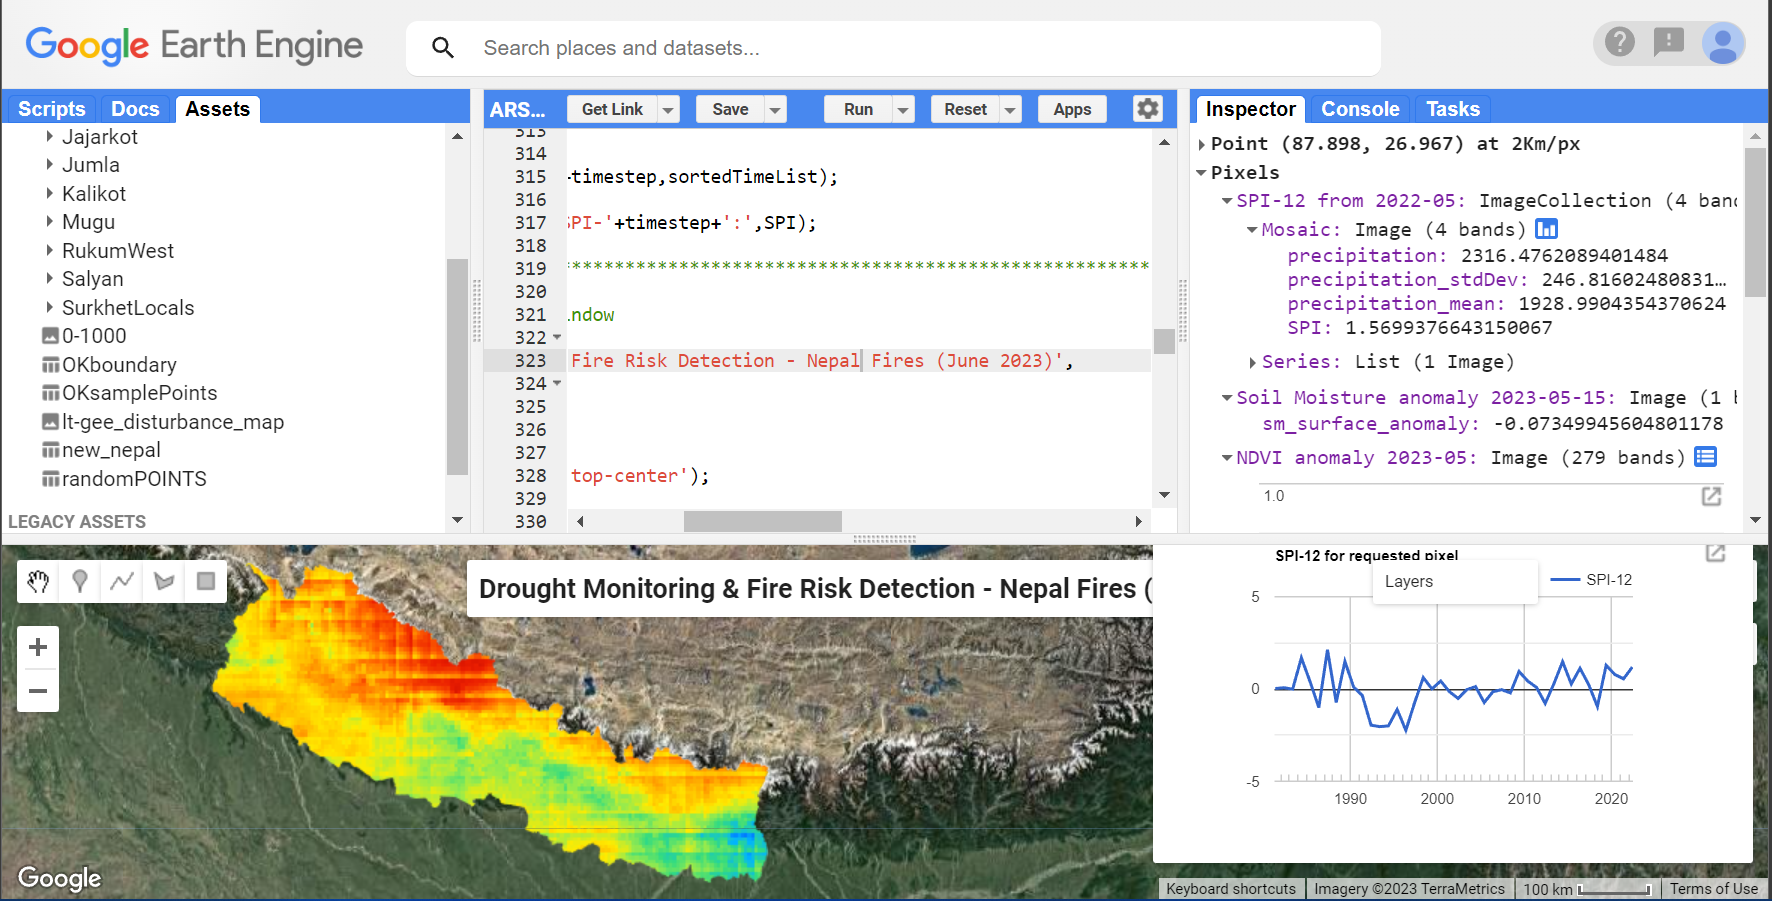 Google Earth Engine
Search places and datasets...
Scripts
Docs
Assets
Jajarkot
Jumla
Kalikot
Mugu
RukumWest
Salyan
SurkhetLocals
0-1000
OKboundary
OKsamplePoints
lt-gee_disturbance_map
new_nepal
randomPOINTS
LEGACY ASSETS
ARS...
Get Link
Save
Run
Reset
Apps
313
314
315 -timestep,sortedTimeList);
316
317 SPI-'+timestep+':',SPI);
318
319 *******************************************************
320
321 indow
322
323 Fire Risk Detection - Nepal Fires (June 2023)',
324
325
326
327
328 top-center');
329
330
Inspector
Console
Tasks
Point (87.898, 26.967) at 2Km/px
Pixels
SPI-12 from 2022-05: ImageCollection (4 band
Mosaic: Image (4 bands)
precipitation: 2316.4762089401484
precipitation_stdDev: 246.81602480831...
precipitation_mean: 1928.9904354370624
SPI: 1.5699376643150067
Series: List (1 Image)
Soil Moisture anomaly 2023-05-15: Image (1 b
sm_surface_anomaly: -0.07349945604801178
NDVI anomaly 2023-05: Image (279 bands)
1.0
Drought Monitoring & Fire Risk Detection - Nepal Fires (
SPI-12 for requested pixel
Layers
SPI-12
5
0
-5
1990
2000
2010
2020
Google
Keyboard shortcuts
Imagery ©2023 TerraMetrics
100 km
Terms of Use